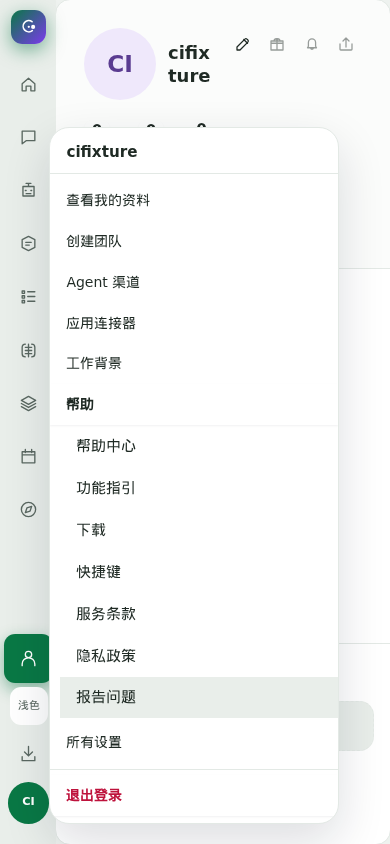 CI
cifix
ture
cifixture
查看我的资料
创建团队
Agent 渠道
应用连接器
工作背景
帮助
帮助中心
功能指引
下载
快捷键
服务条款
隐私政策
报告问题
所有设置
退出登录
浅色
CI